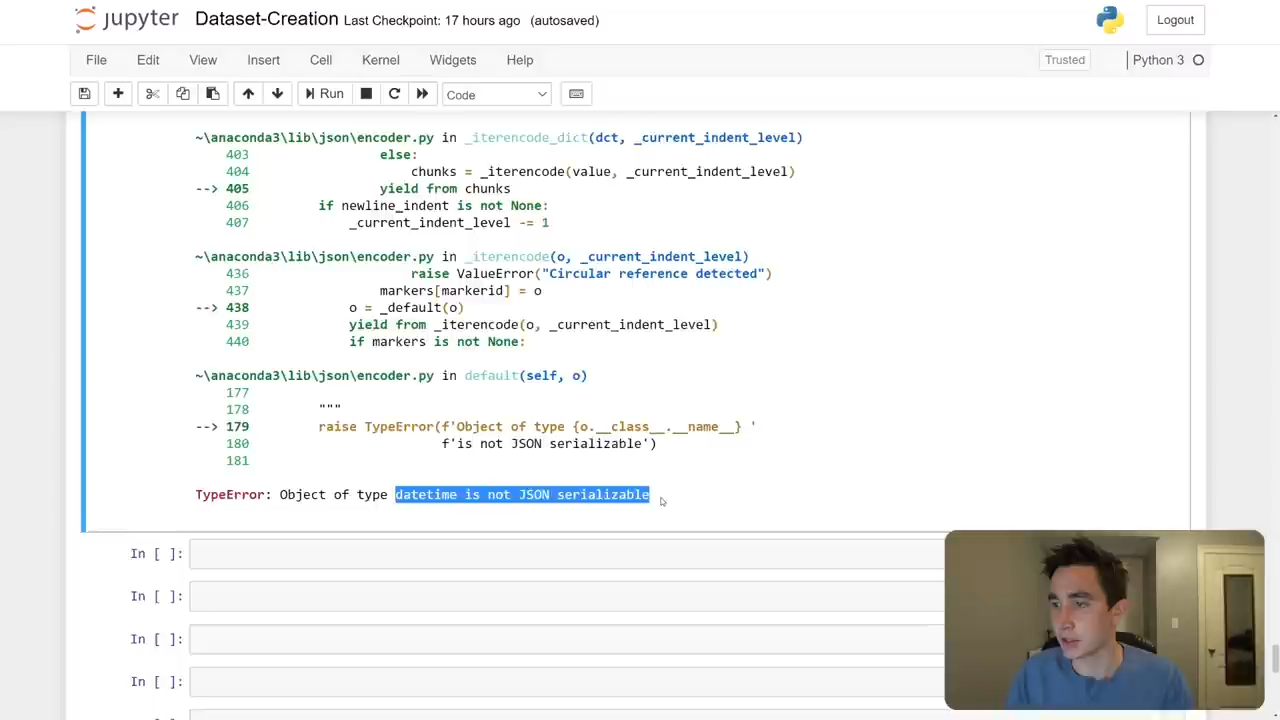 jupyter Dataset-Creation Last Checkpoint: 17 hours ago (autosaved) Logout
File Edit View Insert Cell Kernel Widgets Help Trusted Python 3
Run Code
~\anaconda3\lib\json\encoder.py in _iterencode_dict(dct, _current_indent_level)
403 else:
404 chunks = _iterencode(value, _current_indent_level)
--> 405 yield from chunks
406 if newline_indent is not None:
407 _current_indent_level -= 1
~\anaconda3\lib\json\encoder.py in _iterencode(o, _current_indent_level)
436 raise ValueError("Circular reference detected")
437 markers[markerid] = o
--> 438 o = _default(o)
439 yield from _iterencode(o, _current_indent_level)
440 if markers is not None:
~\anaconda3\lib\json\encoder.py in default(self, o)
177
178 """
--> 179 raise TypeError(f'Object of type {o.__class__.__name__} '
180 f'is not JSON serializable')
181
TypeError: Object of type datetime is not JSON serializable
In [ ]:
In [ ]:
In [ ]:
In [ ]: